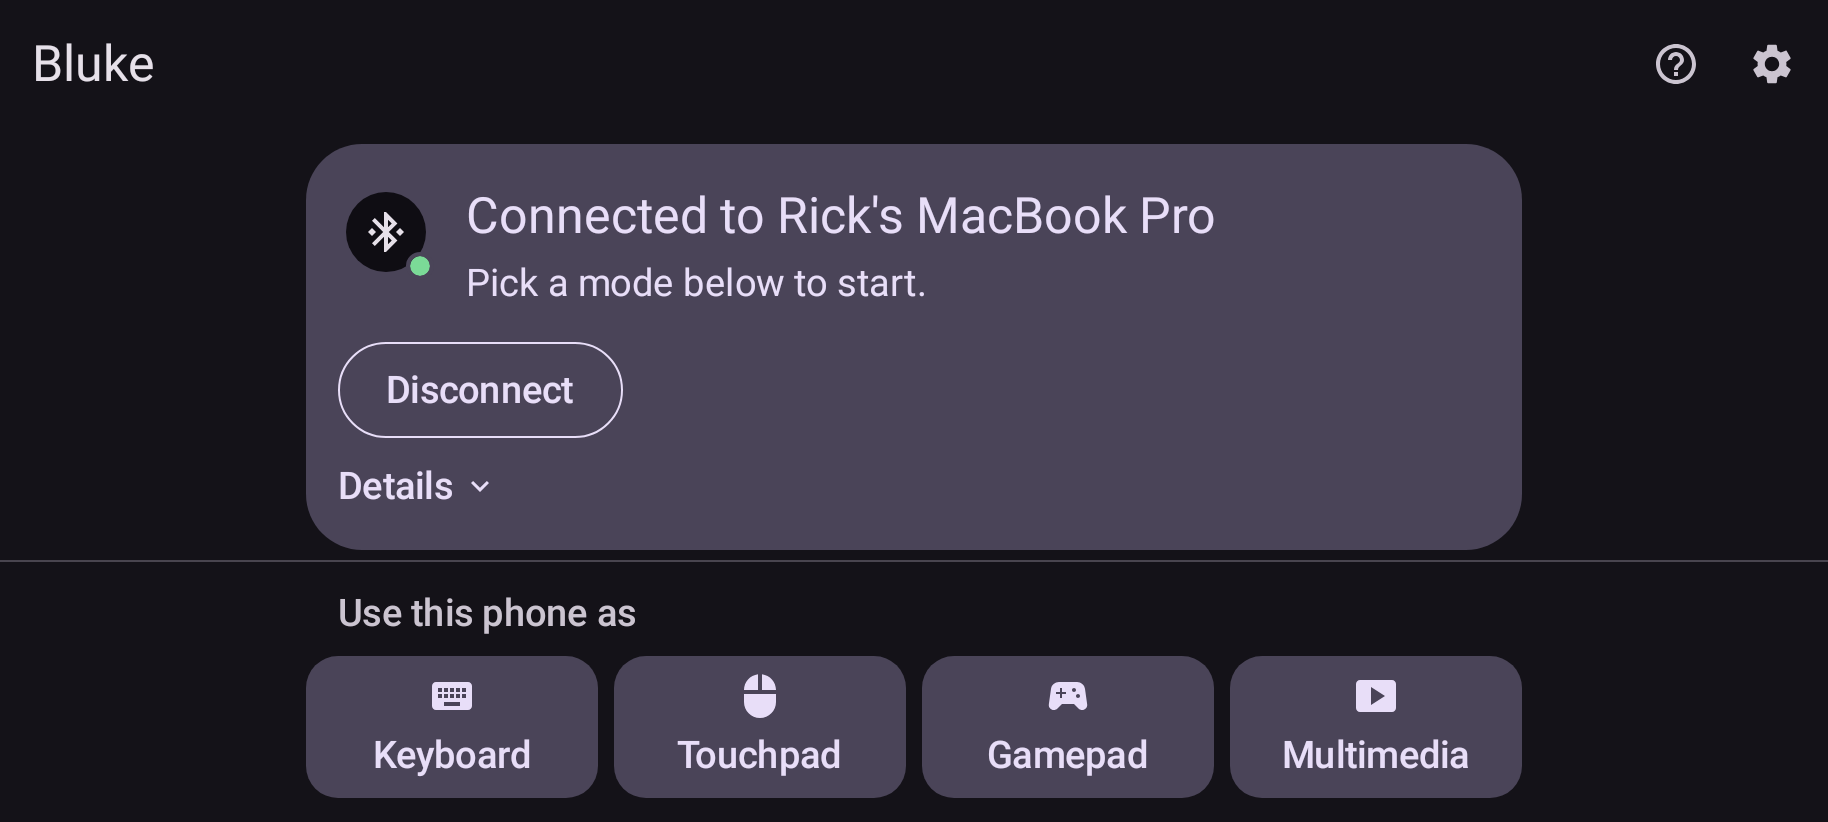 Bluke
Connected to Rick's MacBook Pro
Pick a mode below to start.
Disconnect
Details
Use this phone as
Keyboard
Touchpad
Gamepad
Multimedia